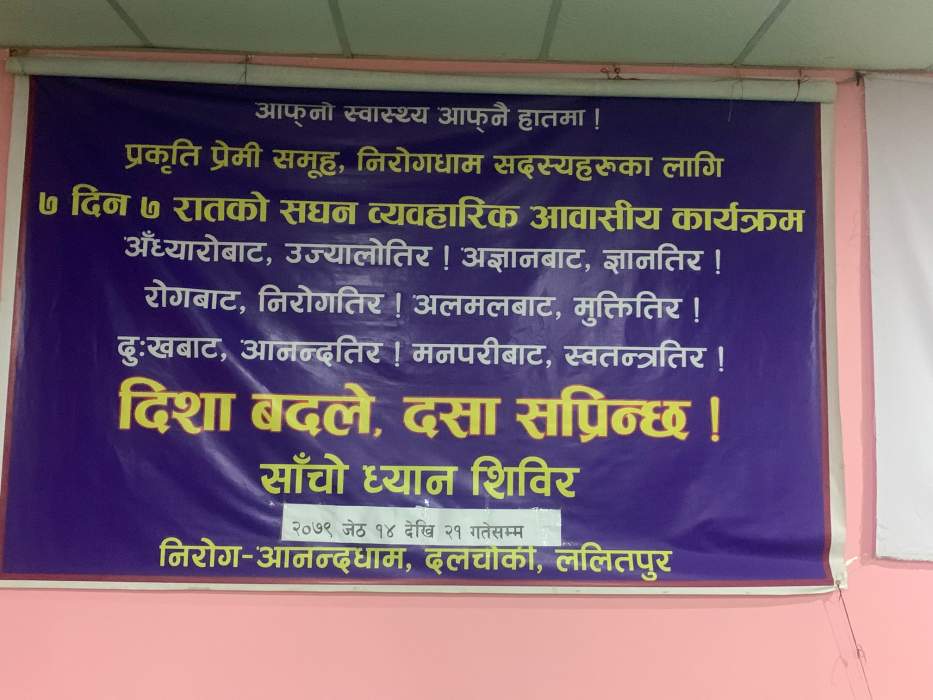 आफ्नो स्वास्थ्य आफ्नै हातमा !
प्रकृति प्रेमी समूह, निरोगधाम सदस्यहरुका लागि
७ दिन ७ रातको सघन व्यवहारिक आवासीय कार्यक्रम
अँध्यारोबाट, उज्यालोतिर ! अज्ञानबाट, ज्ञानतिर !
रोगबाट, निरोगतिर ! अलमलबाट, मुक्तितिर !
दुःखबाट, आनन्दतिर ! मनपरीबाट, स्वतन्त्रतिर !
दिशा बदले, दसा सप्रिन्छ !
साँचो ध्यान शिविर
२०७९ जेठ १४ देखि २१ गतेसम्म
निरोग-आनन्दधाम, दलचोकी, ललितपुर